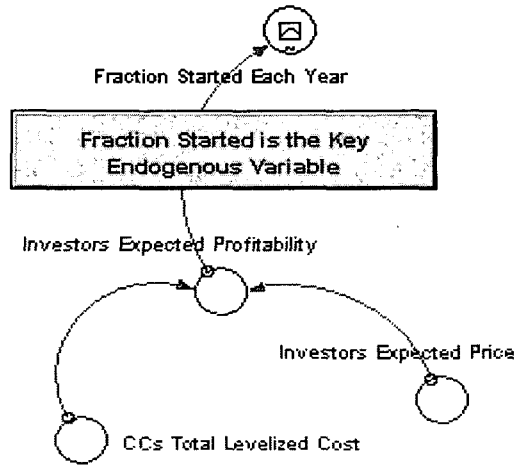 Fraction Started Each Year
Fraction Started is the Key
Endogenous Variable
Investors Expected Profitability
Investors Expected Price
CCs Total Levelized Cost